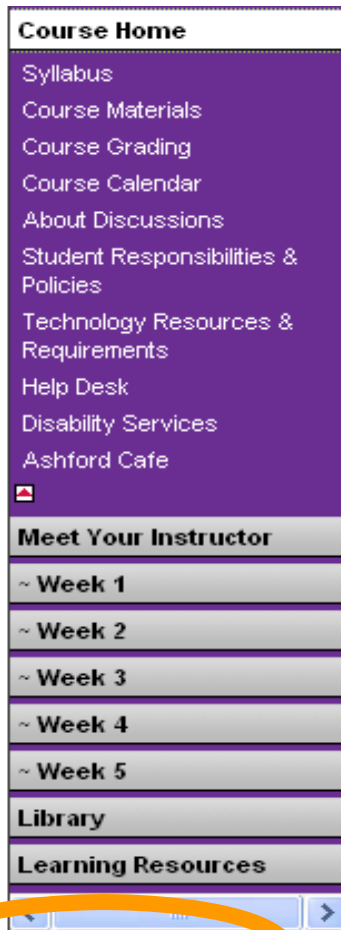 Course Home
Syllabus
Course Materials
Course Grading
Course Calendar
About Discussions
Student Responsibilities &
Policies
Technology Resources &
Requirements
Help Desk
Disability Services
Ashford Cafe
Meet Your Instructor
~ Week 1
~ Week 2
~ Week 3
~ Week 4
~ Week 5
Library
Learning Resources